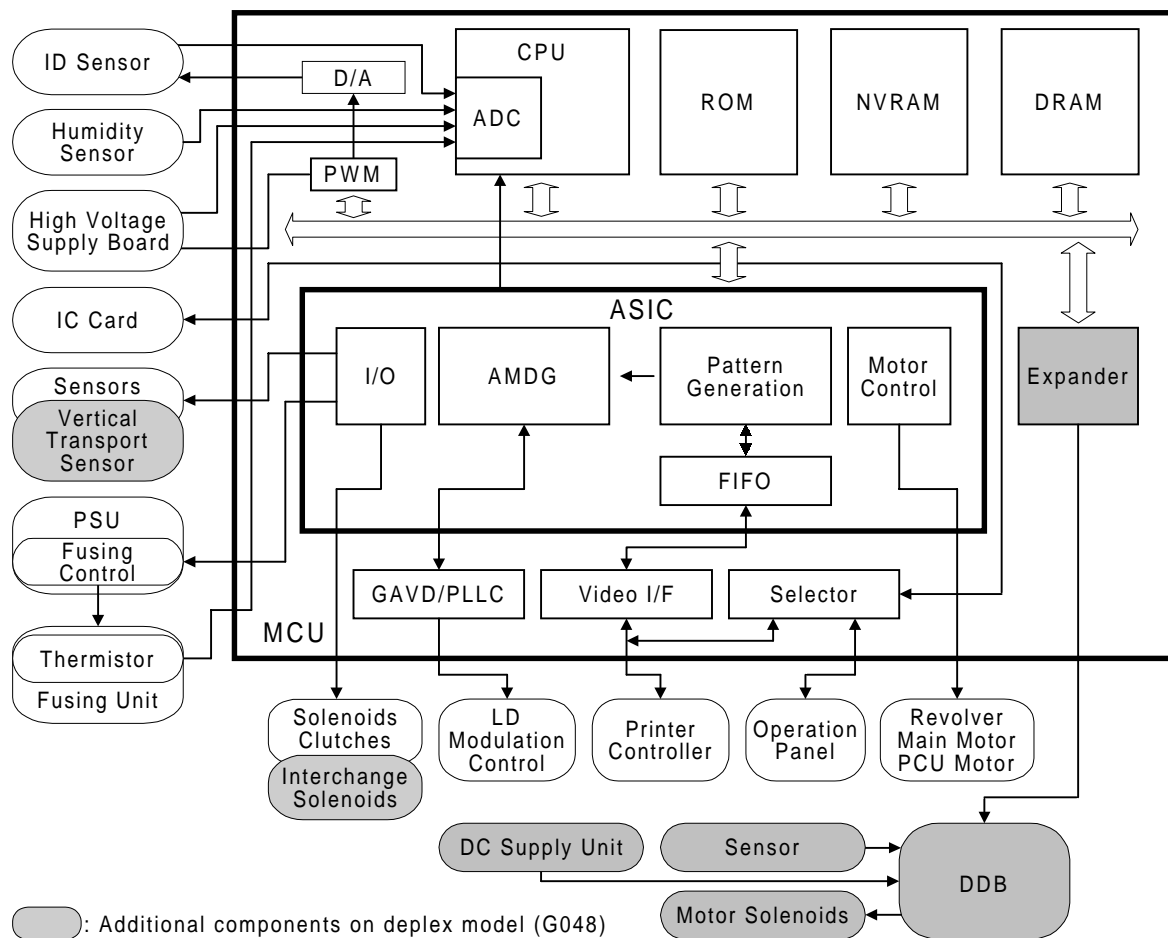 ID Sensor
D/A
CPU
ADC
ROM
NVRAM
DRAM
Humidity
Sensor
PWM
High Voltage
Supply Board
IC Card
ASIC
Sensors
Vertical
Transport
Sensor
I/O
AMDG
Pattern
Generation
Motor
Control
Expander
FIFO
PSU
Fusing
Control
GAVD/PLLC
Video I/F
Selector
MCU
Thermistor
Fusing Unit
Solenoids
Clutches
Interchange
Solenoids
LD
Modulation
Control
Printer
Controller
Operation
Panel
Revolver
Main Motor
PCU Motor
DC Supply Unit
Sensor
DDB
Motor Solenoids
: Additional components on deplex model (G048)